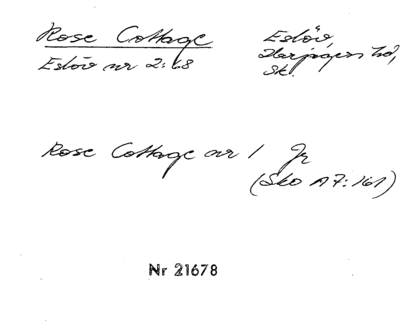 Rose Cottage
Eslöv nr 2:68
Eslöv,
Harjagers hd,
Sk.
Rose Cottage nr 1 Jr
(Sko A7:161)
Nr 21678